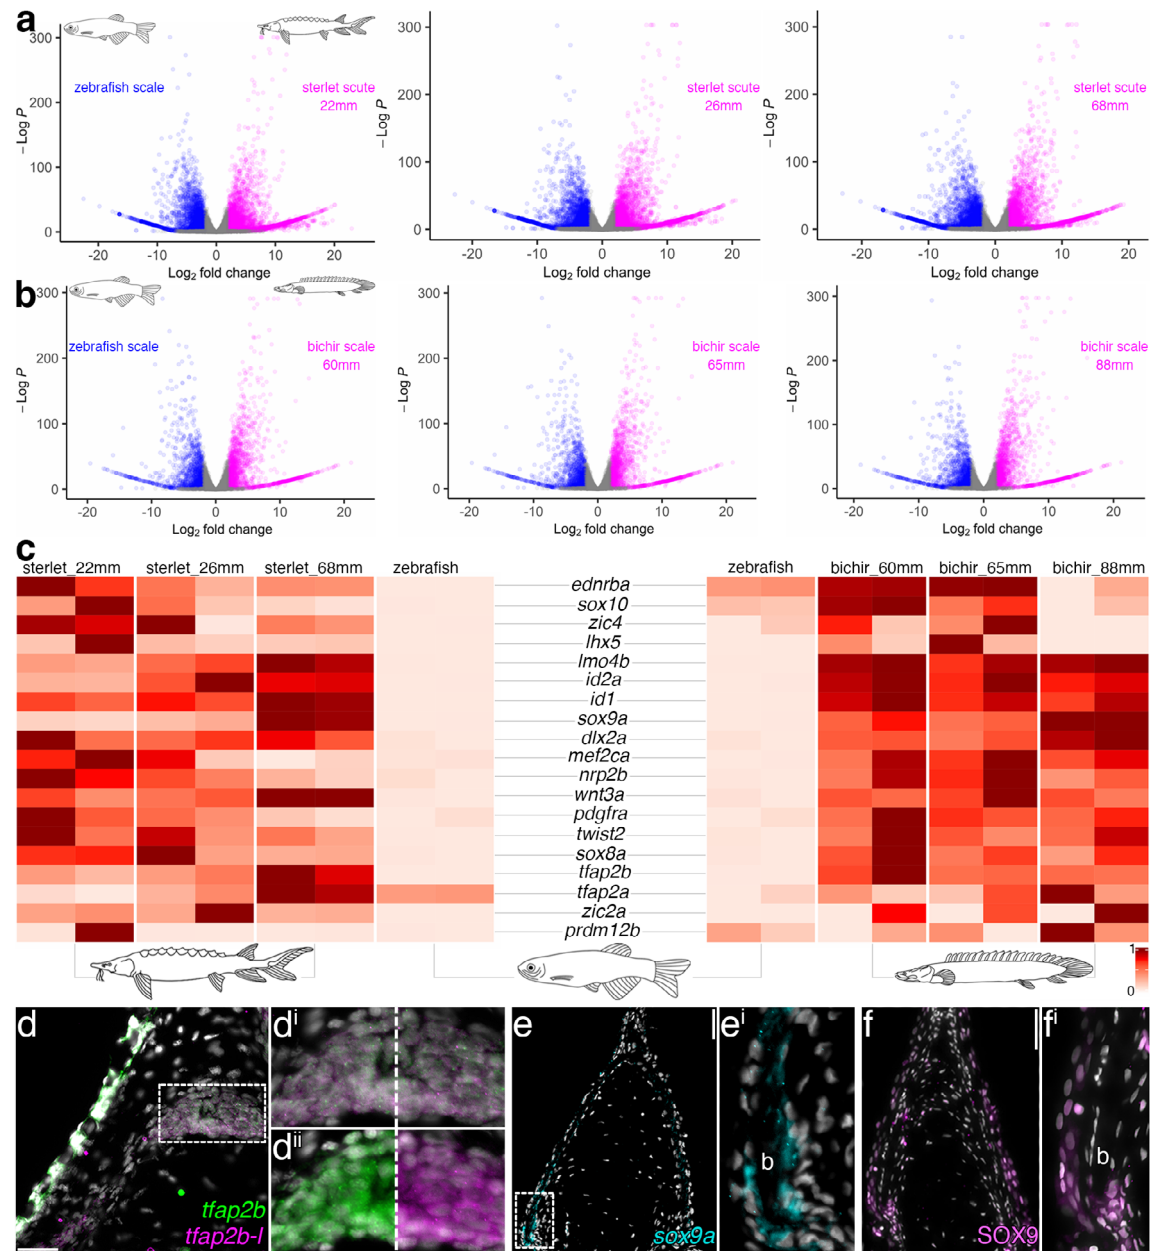 a
300
200
100
0
-20
-10
0
10
20
– Log P
Log2 fold change
zebrafish scale
sterlet scute
22mm
300
200
100
0
-20
-10
0
10
20
– Log P
Log2 fold change
sterlet scute
26mm
300
200
100
0
-20
-10
0
10
20
– Log P
Log2 fold change
sterlet scute
68mm
b
300
200
100
0
-20
-10
0
10
20
– Log P
Log2 fold change
zebrafish scale
bichir scale
60mm
300
200
100
0
-20
-10
0
10
20
– Log P
Log2 fold change
bichir scale
65mm
300
200
100
0
-20
-10
0
10
20
– Log P
Log2 fold change
bichir scale
88mm
c
sterlet_22mm sterlet_26mm sterlet_68mm zebrafish zebrafish bichir_60mm bichir_65mm bichir_88mm
ednrba
sox10
zic4
lhx5
lmo4b
id2a
id1
sox9a
dlx2a
mef2ca
nrp2b
wnt3a
pdgfra
twist2
sox8a
tfap2b
tfap2a
zic2a
prdm12b
1
0
d
tfap2b
tfap2b-l
di
dii
e
sox9a
ei
b
f
SOX9
fi
b